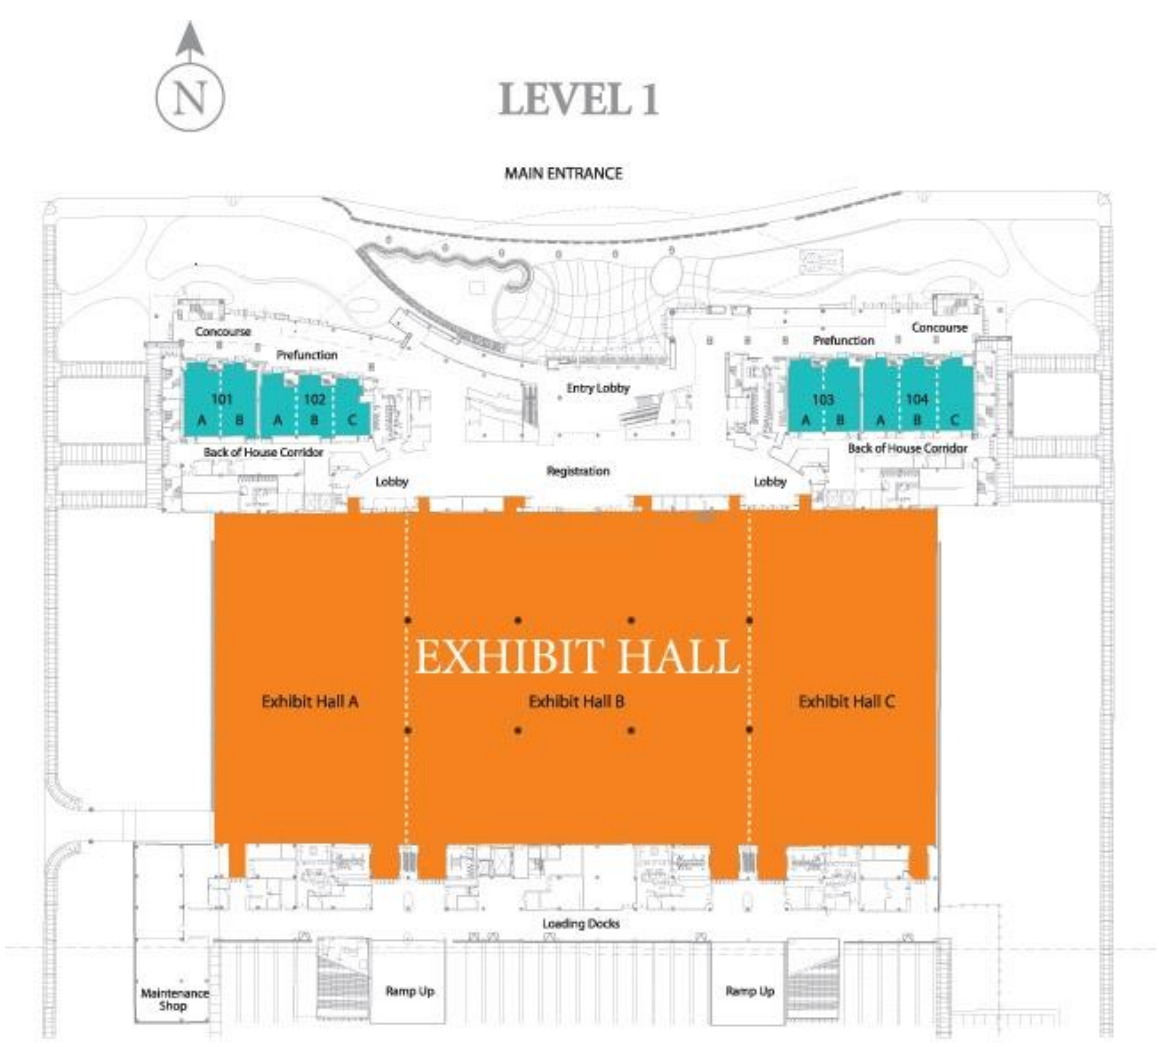 N
LEVEL 1
MAIN ENTRANCE
Concourse
Prefunction
Concourse
Prefunction
Entry Lobby
101
A
B
102
A
B
C
103
A
B
104
A
B
C
Back of House Corridor
Back of House Corridor
Lobby
Registration
Lobby
EXHIBIT HALL
Exhibit Hall A
Exhibit Hall B
Exhibit Hall C
Loading Docks
Maintenance
Shop
Ramp Up
Ramp Up